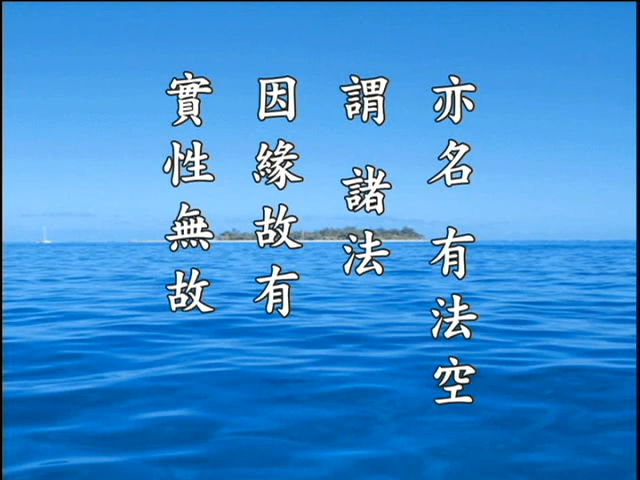 亦名 有法空
謂 諸法
因緣故有
實性無故